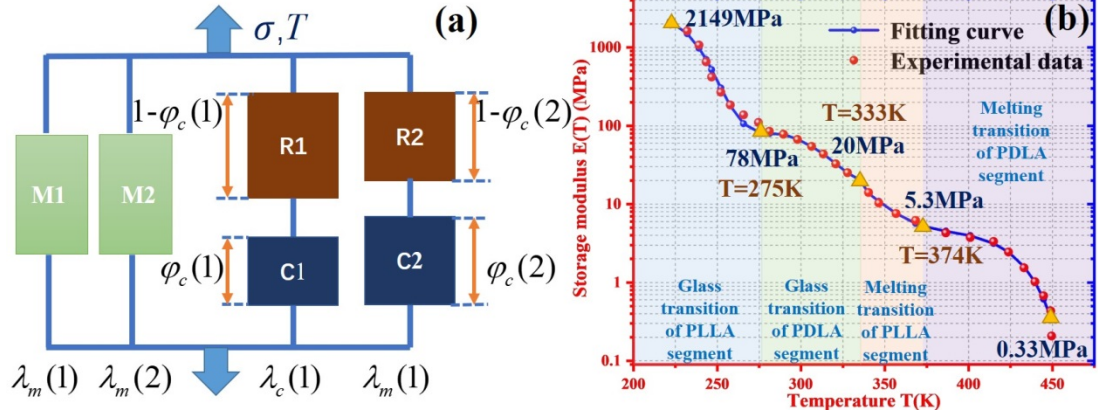 (a)
σ,T
1-φc(1)
1-φc(2)
M1
M2
R1
R2
φc(1)
C1
C2
φc(2)
λm(1)
λm(2)
λc(1)
λm(1)
(b)
2149MPa
Fitting curve
Experimental data
T=333K
Melting
transition
of PDLA
segment
78MPa
20MPa
T=275K
5.3MPa
T=374K
Glass
transition
of PLLA
segment
Glass
transition
of PDLA
segment
Melting
transition
of PLLA
segment
0.33MPa
Storage modulus E(T) (MPa)
1000
100
10
1
0.1
200 250 300 350 400 450
Temperature T(K)